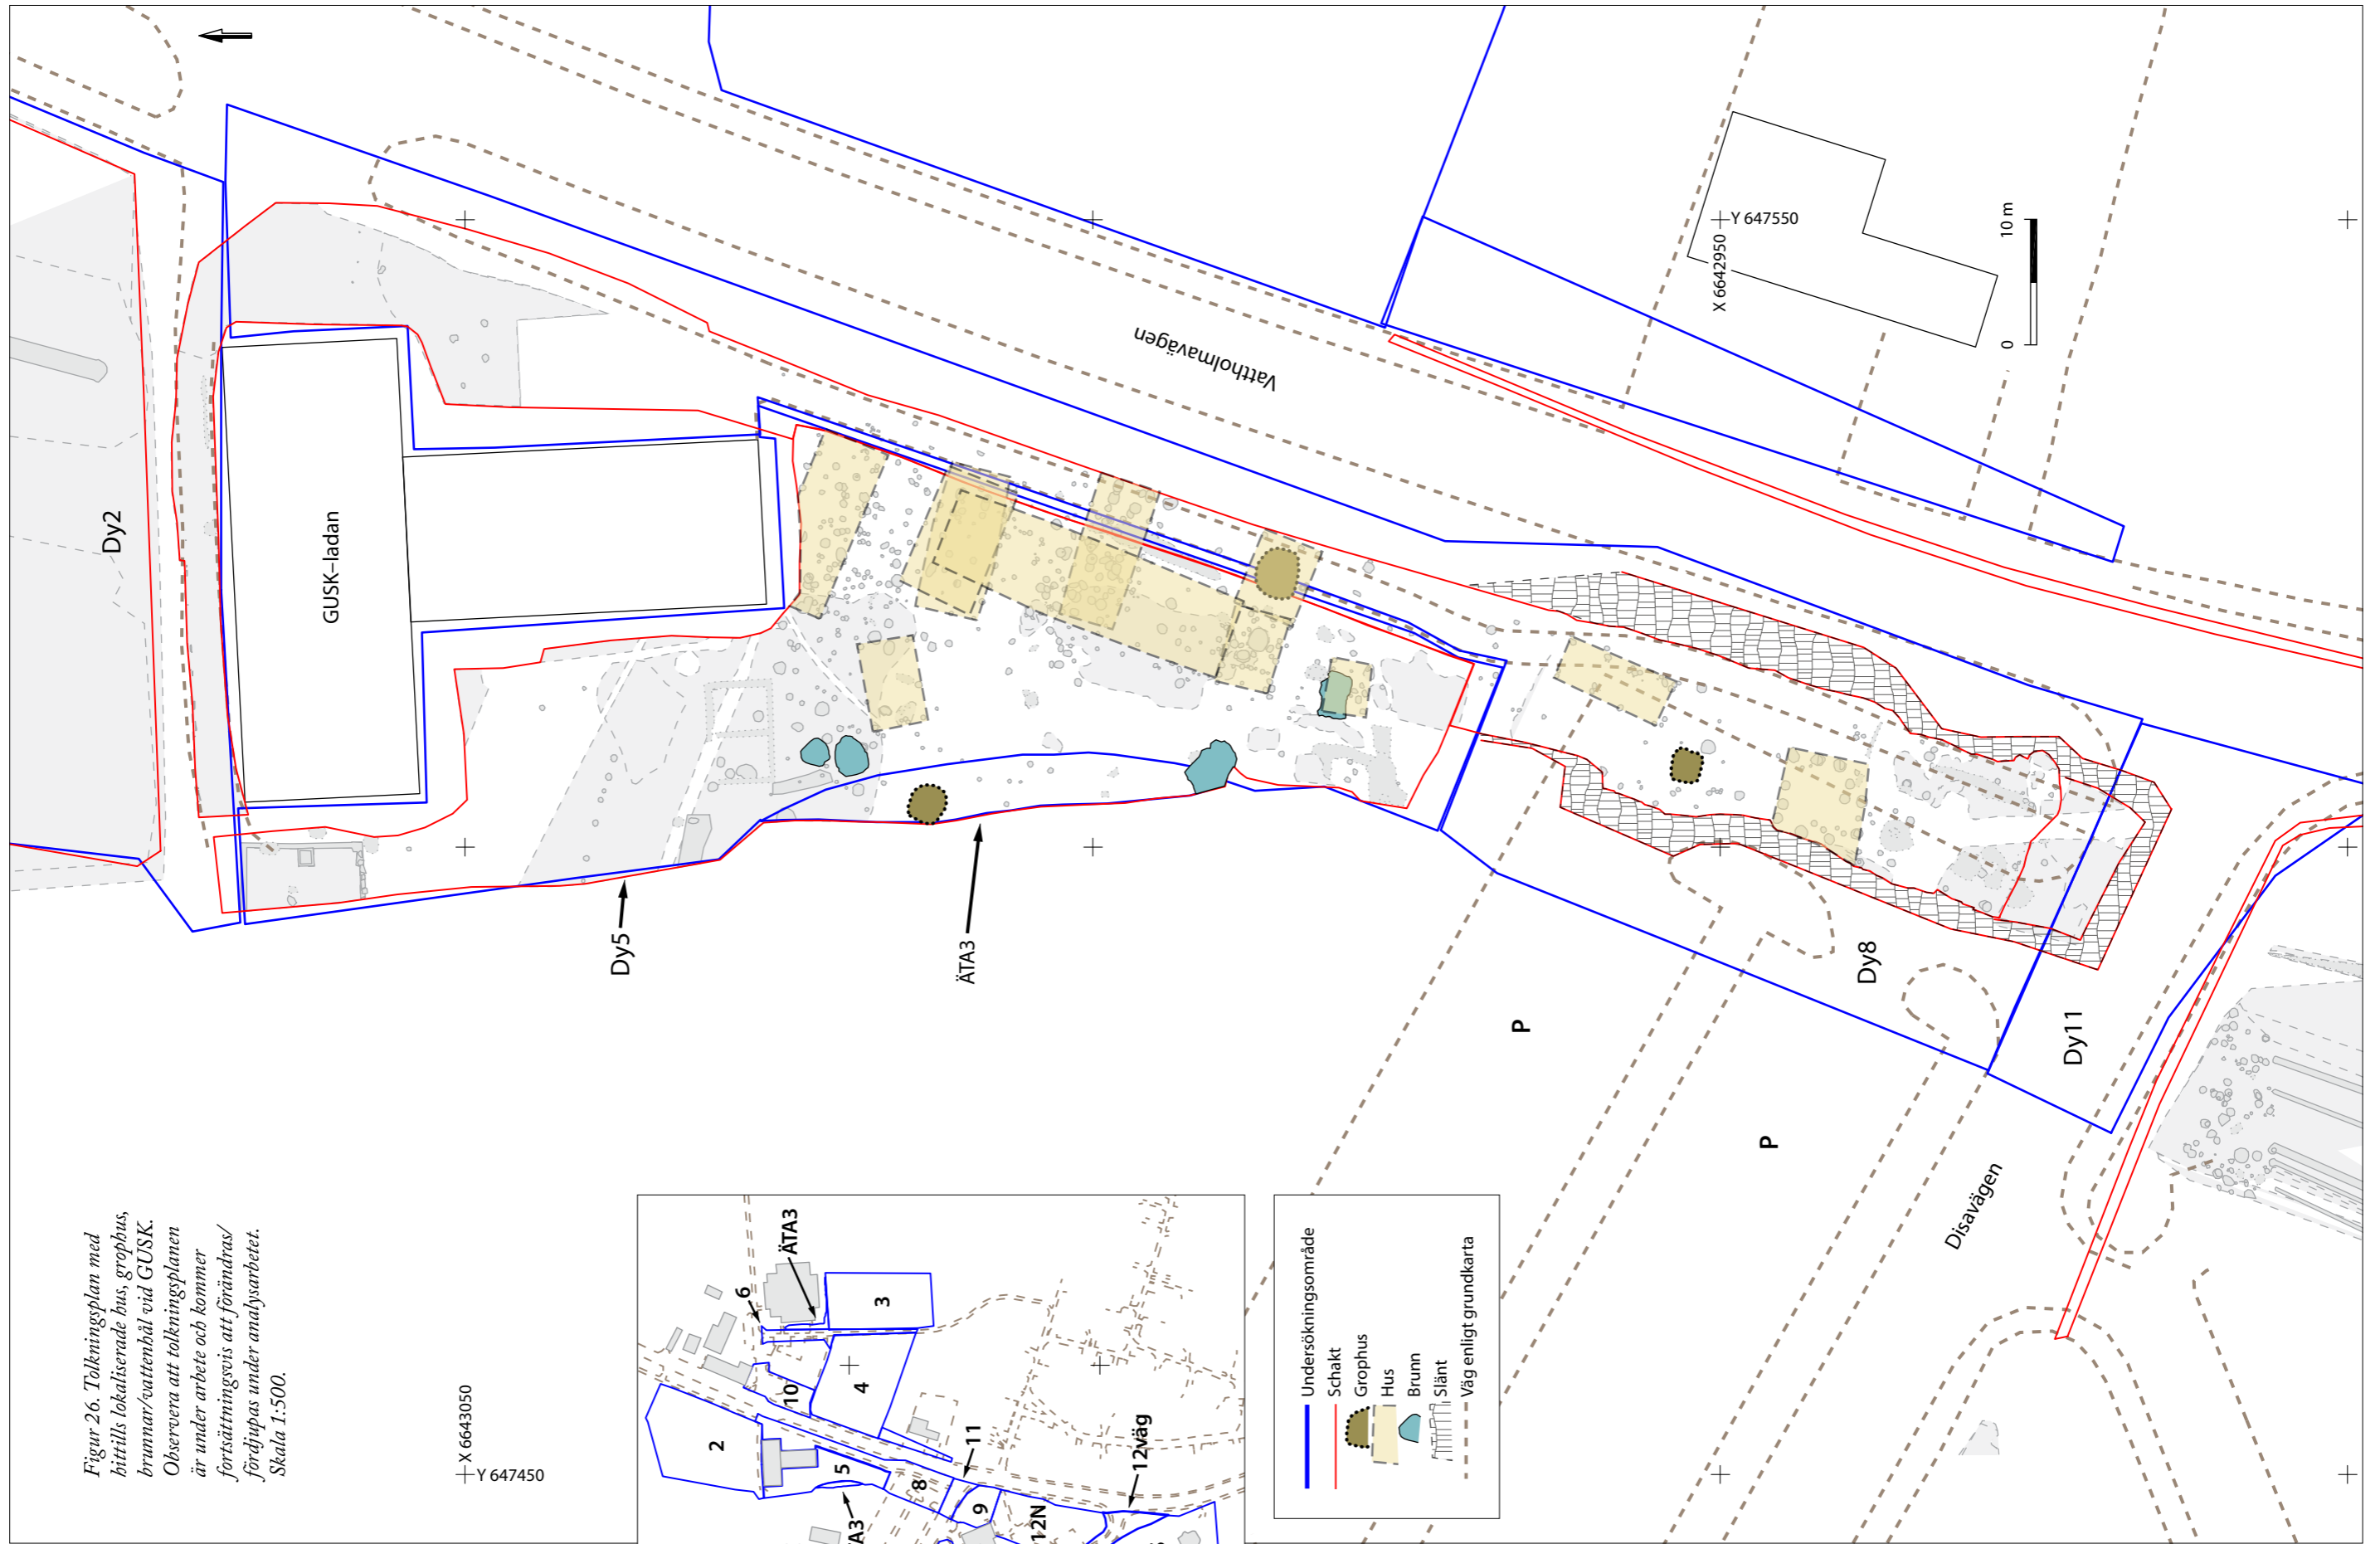 Figur 26. Tolkningsplan med
hittills lokaliserade hus, grophus,
brunnar/vattenhål vid GUSK.
Observera att tolkningsplanen
är under arbete och kommer
fortsättningsvis att förändras/
fördjupas under analysarbetet.
Skala 1:500.
X 6643050
Y 647450
Dy2
GUSK–ladan
Dy5
ÄTA3
Vattholmavägen
X 6642950
Y 647550
0 10 m
P
P
Dy8
Dy11
Disavägen
6
ÄTA3
3
10
4
2
5
8
11
9
12N
12väg
A3
Undersökningsområde
Schakt
Grophus
Hus
Brunn
Slänt
Väg enligt grundkarta